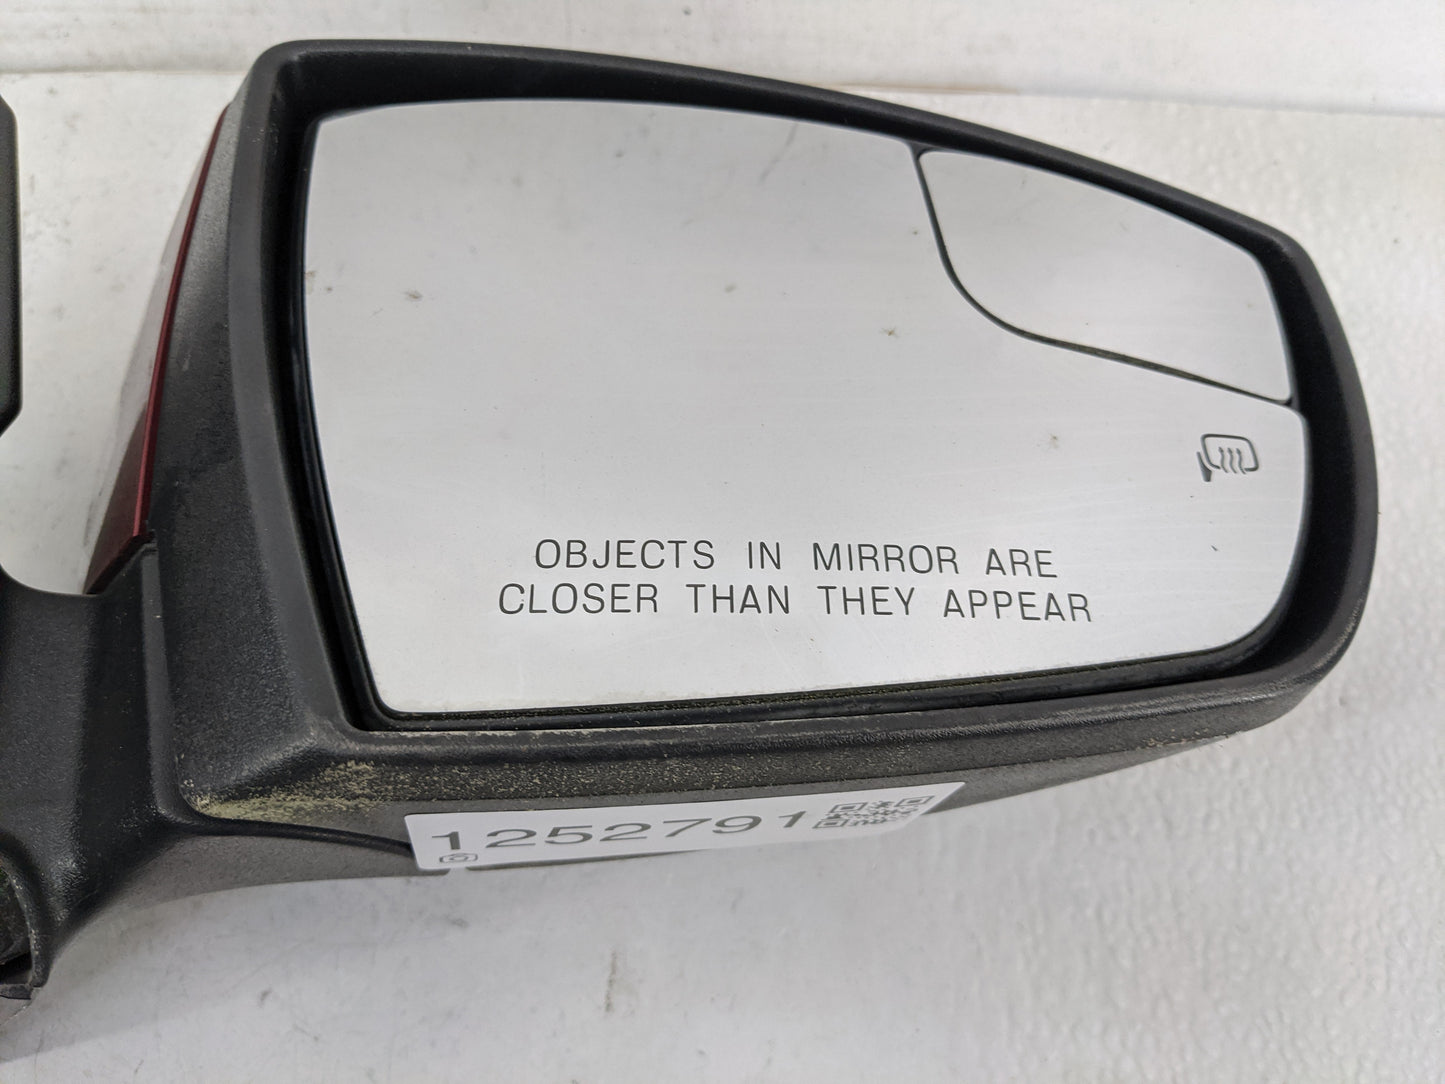 OBJECTS IN MIRROR ARE
CLOSER THAN THEY APPEAR
1252791